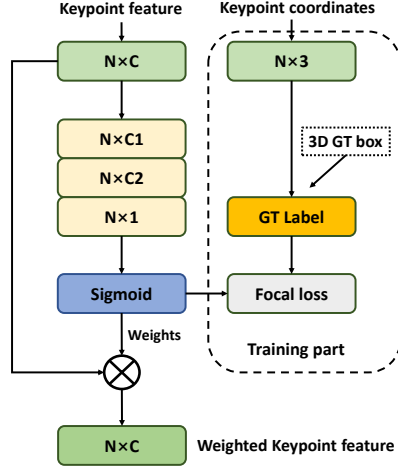 Keypoint feature
Keypoint coordinates
N×C
N×3
N×C1
3D GT box
N×C2
N×1
GT Label
Sigmoid
Focal loss
Weights
Training part
N×C
Weighted Keypoint feature